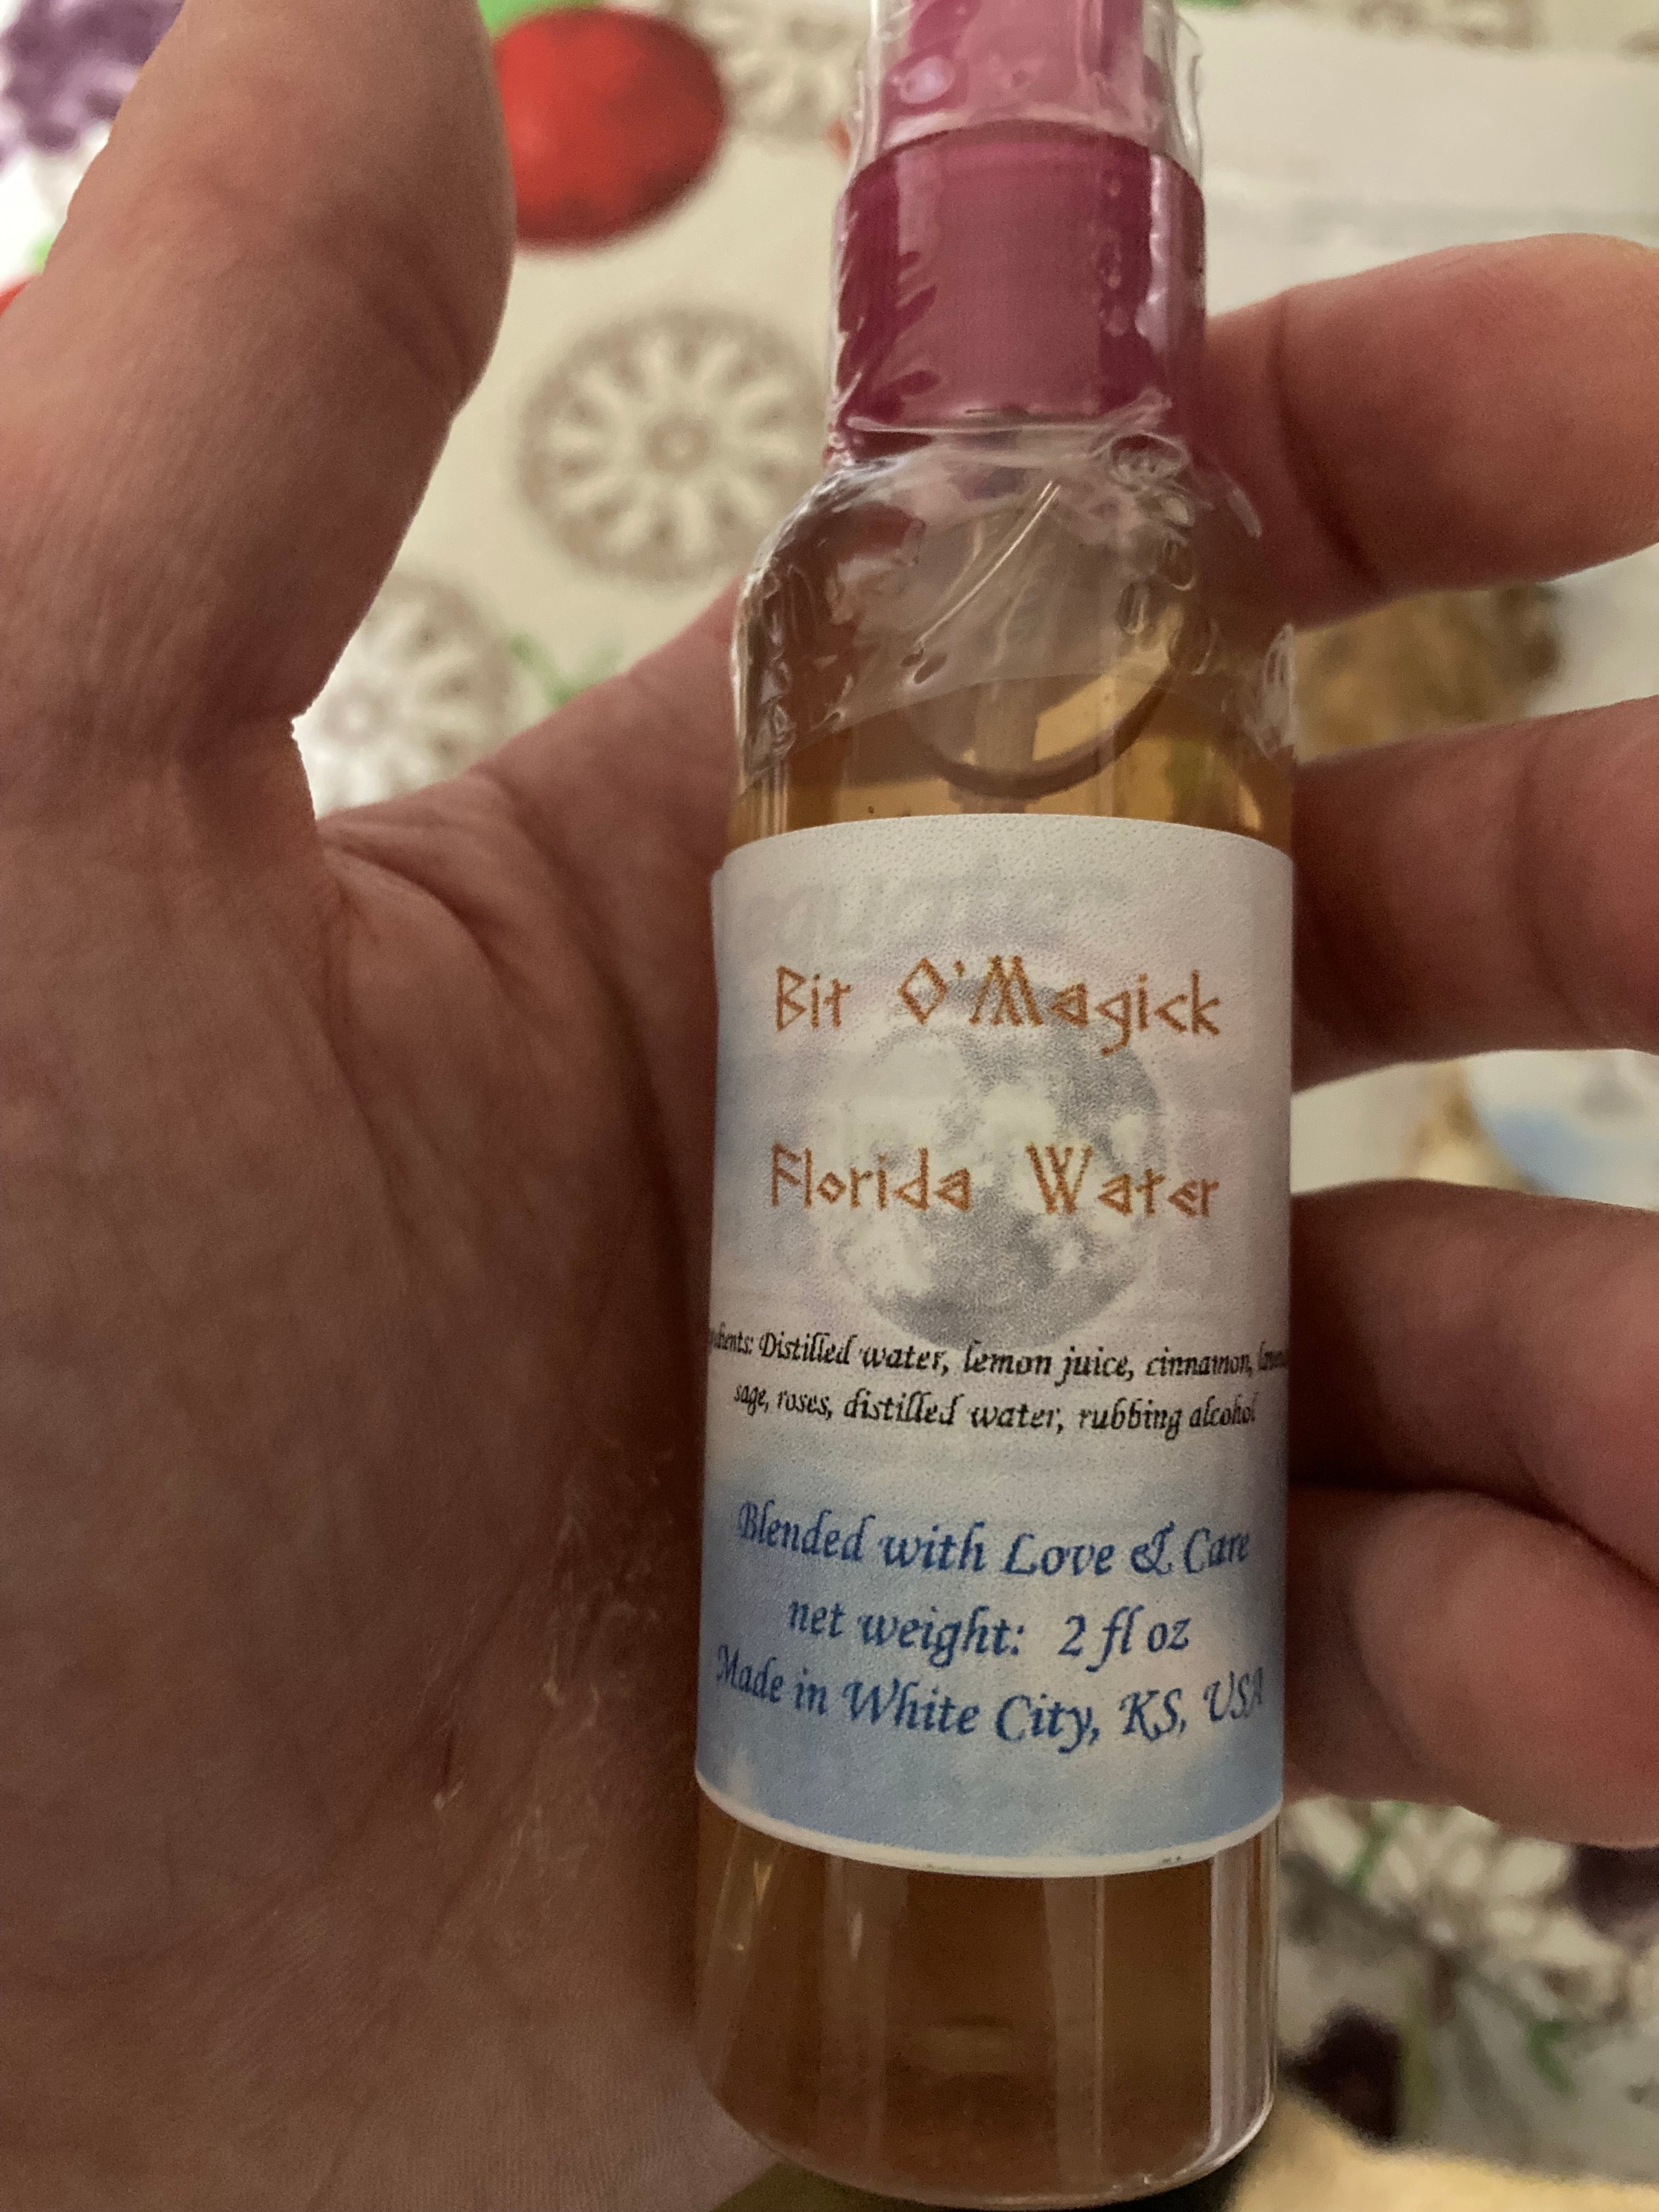 Bit O'Magick
Florida Water
Distilled water, lemon juice, cinnamon,
sage, roses, distilled water, rubbing alcohol
Blended with Love & Care
net weight: 2 fl oz
Made in White City, KS, USA